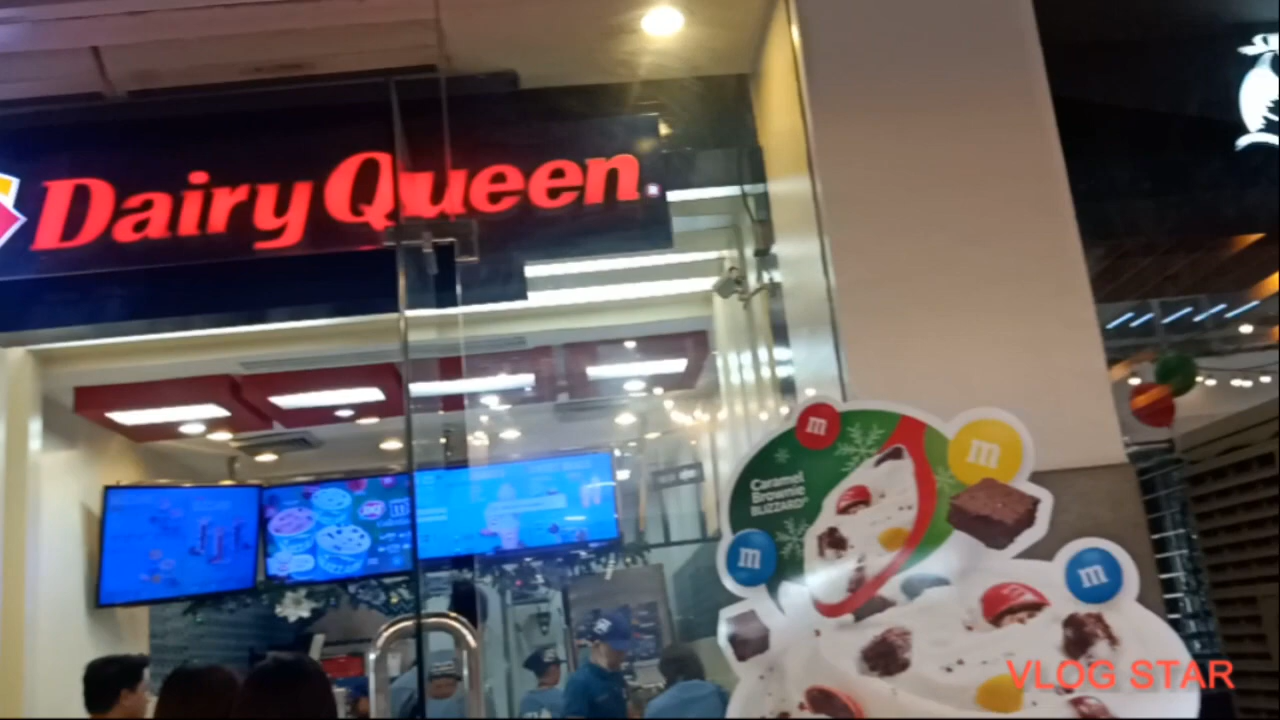 Dairy Queen
m
m
Caramel
Brownie
BLIZZARD
m
m
VLOG STAR